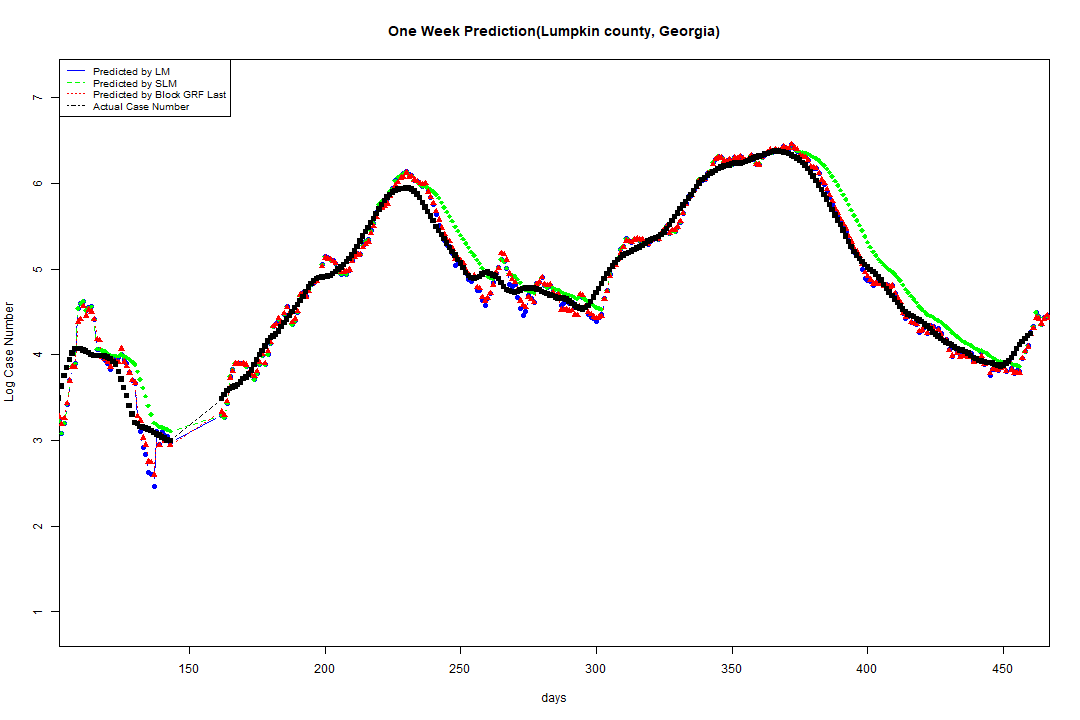 One Week Prediction(Lumpkin county, Georgia)
Predicted by LM
Predicted by SLM
Predicted by Block GRF Last
Actual Case Number
Log Case Number
7
6
5
4
3
2
1
150 200 250 300 350 400 450
days